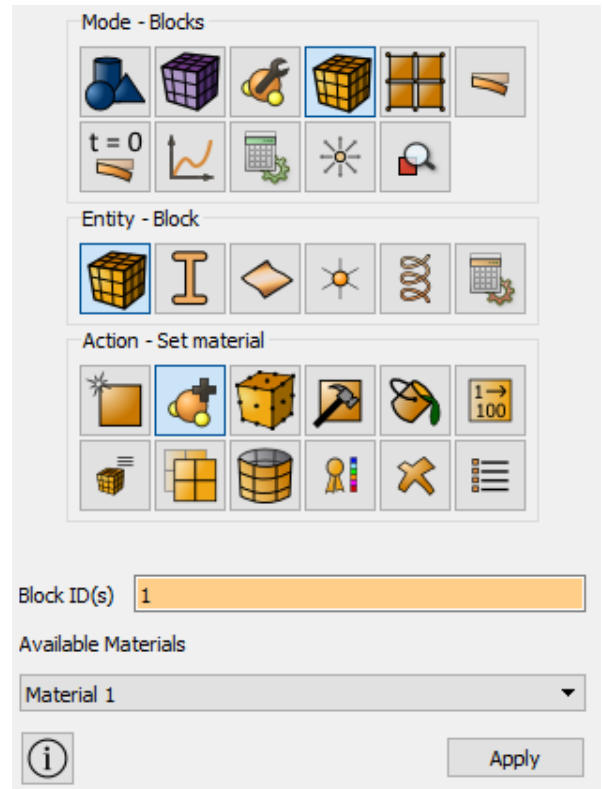 Mode - Blocks
t = 0
Entity - Block
Action - Set material
1→
100
Block ID(s) 1
Available Materials
Material 1
i Apply